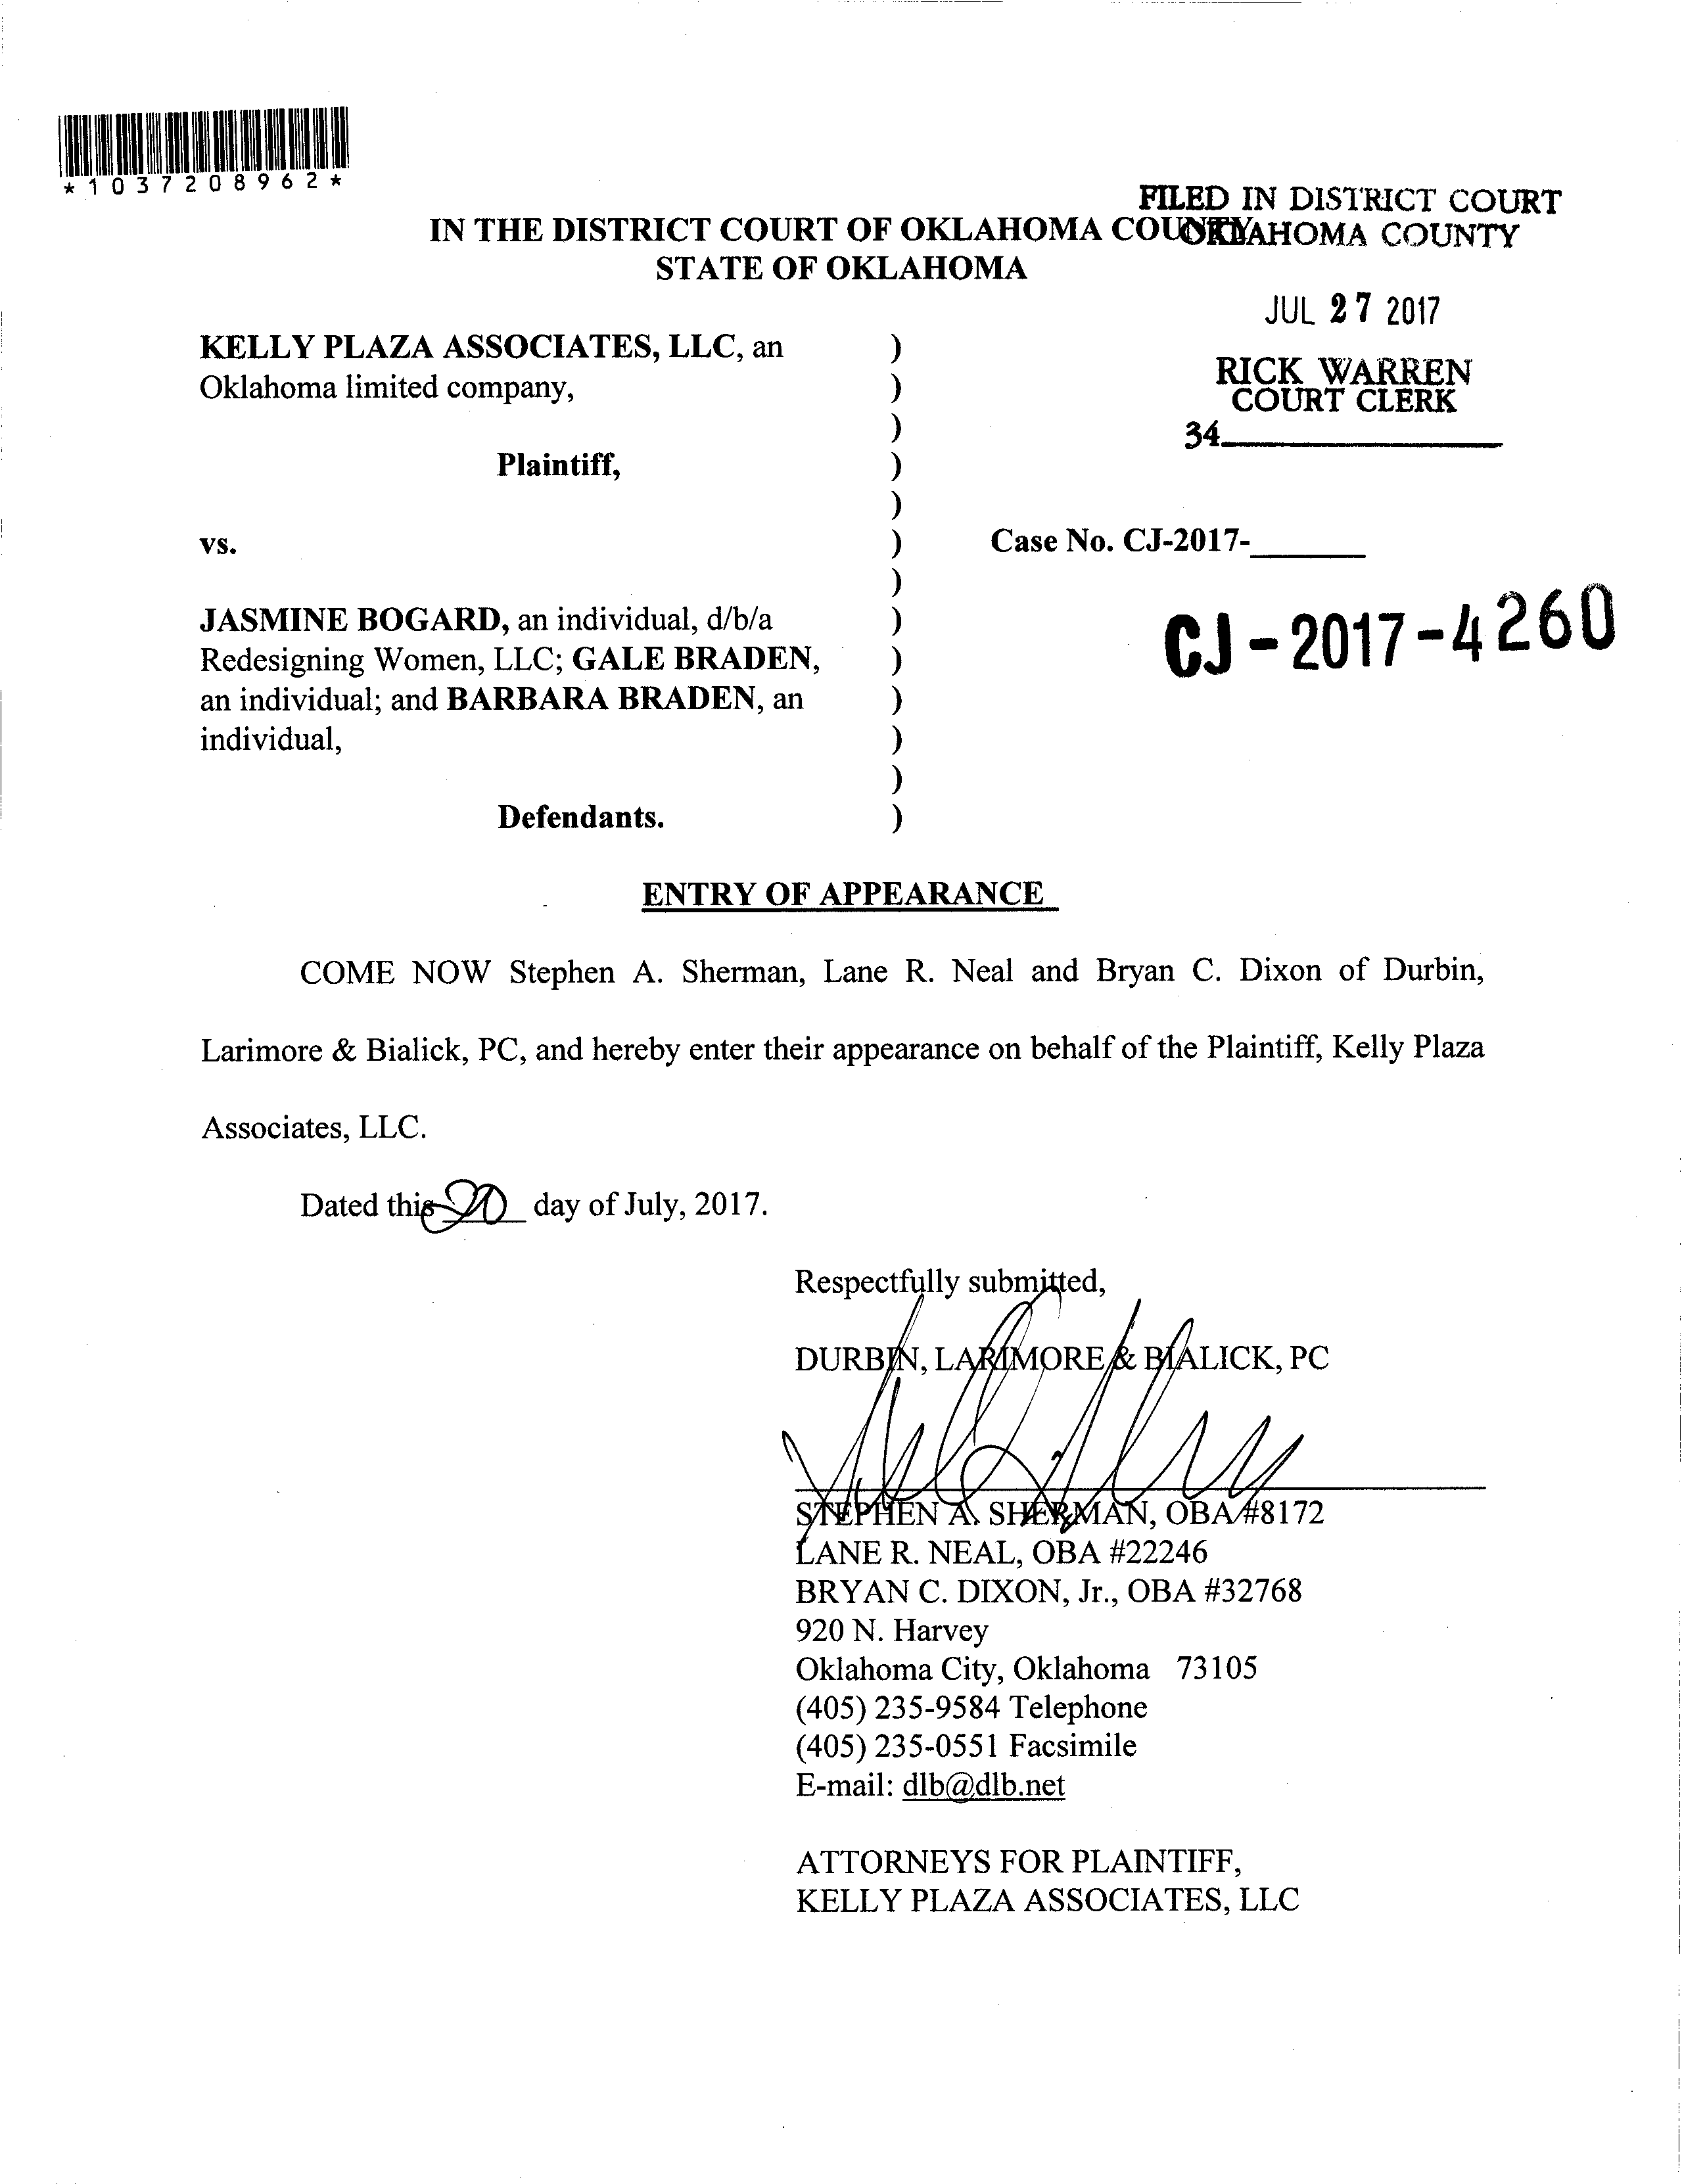 *1037208962*
FILED IN DISTRICT COURT
OKLAHOMA COUNTY
IN THE DISTRICT COURT OF OKLAHOMA COUNTY
STATE OF OKLAHOMA
JUL 27 2017
RICK WARREN
COURT CLERK
34
KELLY PLAZA ASSOCIATES, LLC, an )
Oklahoma limited company, )
)
Plaintiff, )
)
vs. ) Case No. CJ-2017-______
)
JASMINE BOGARD, an individual, d/b/a )
Redesigning Women, LLC; GALE BRADEN, )
an individual; and BARBARA BRADEN, an )
individual, )
)
Defendants. )
CJ-2017-4260
ENTRY OF APPEARANCE
COME NOW Stephen A. Sherman, Lane R. Neal and Bryan C. Dixon of Durbin,
Larimore & Bialick, PC, and hereby enter their appearance on behalf of the Plaintiff, Kelly Plaza
Associates, LLC.
Dated this 20 day of July, 2017.
Respectfully submitted,
DURBIN, LARIMORE & BIALICK, PC
STEPHEN A. SHERMAN, OBA #8172
LANE R. NEAL, OBA #22246
BRYAN C. DIXON, Jr., OBA #32768
920 N. Harvey
Oklahoma City, Oklahoma 73105
(405) 235-9584 Telephone
(405) 235-0551 Facsimile
E-mail: dlb@dlb.net
ATTORNEYS FOR PLAINTIFF,
KELLY PLAZA ASSOCIATES, LLC